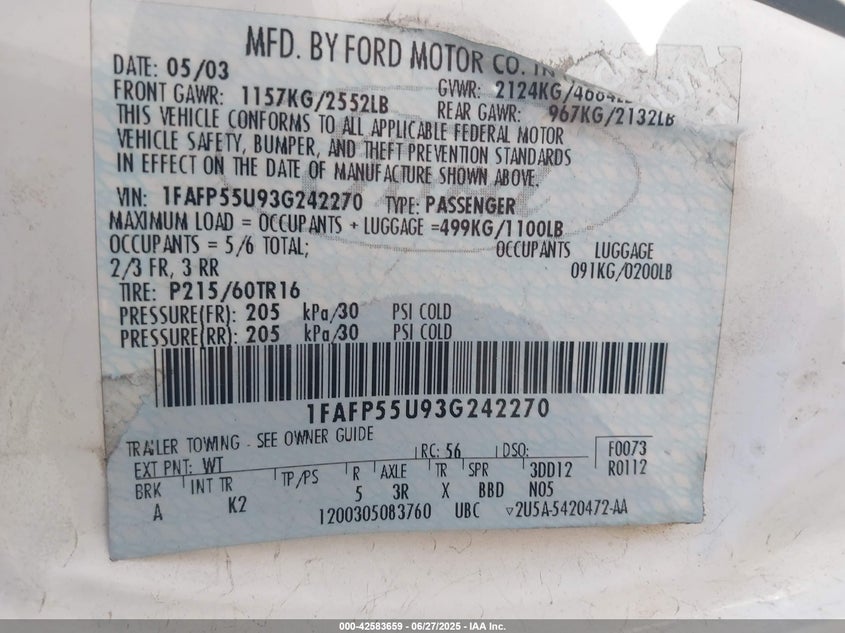 MFD. BY FORD MOTOR CO. IN
DATE: 05/03 GVWR: 2124KG/4684L
FRONT GAWR: 1157KG/2552LB REAR GAWR: 967KG/2132LB
THIS VEHICLE CONFORMS TO ALL APPLICABLE FEDERAL MOTOR
VEHICLE SAFETY, BUMPER, AND THEFT PREVENTION STANDARDS
IN EFFECT ON THE DATE OF MANUFACTURE SHOWN ABOVE.
VIN: 1FAFP55U93G242270 TYPE: PASSENGER
MAXIMUM LOAD = OCCUPANTS + LUGGAGE =499KG/1100LB
OCCUPANTS = 5/6 TOTAL; OCCUPANTS LUGGAGE
2/3 FR, 3 RR 091KG/0200LB
TIRE: P215/60TR16
PRESSURE(FR): 205 kPa/30 PSI COLD
PRESSURE(RR): 205 kPa/30 PSI COLD
1FAFP55U93G242270
TRAILER TOWING - SEE OWNER GUIDE
EXT PNT: WT RC: 56 DSO: F0073
BRK INT TR TP/PS R AXLE TR SPR 3DD12 R0112
A K2 5 3R X BBD N05
1200305083760 UBC ▽2U5A-5420472-AA
000-42583659 - 06/27/2025 - IAA Inc.